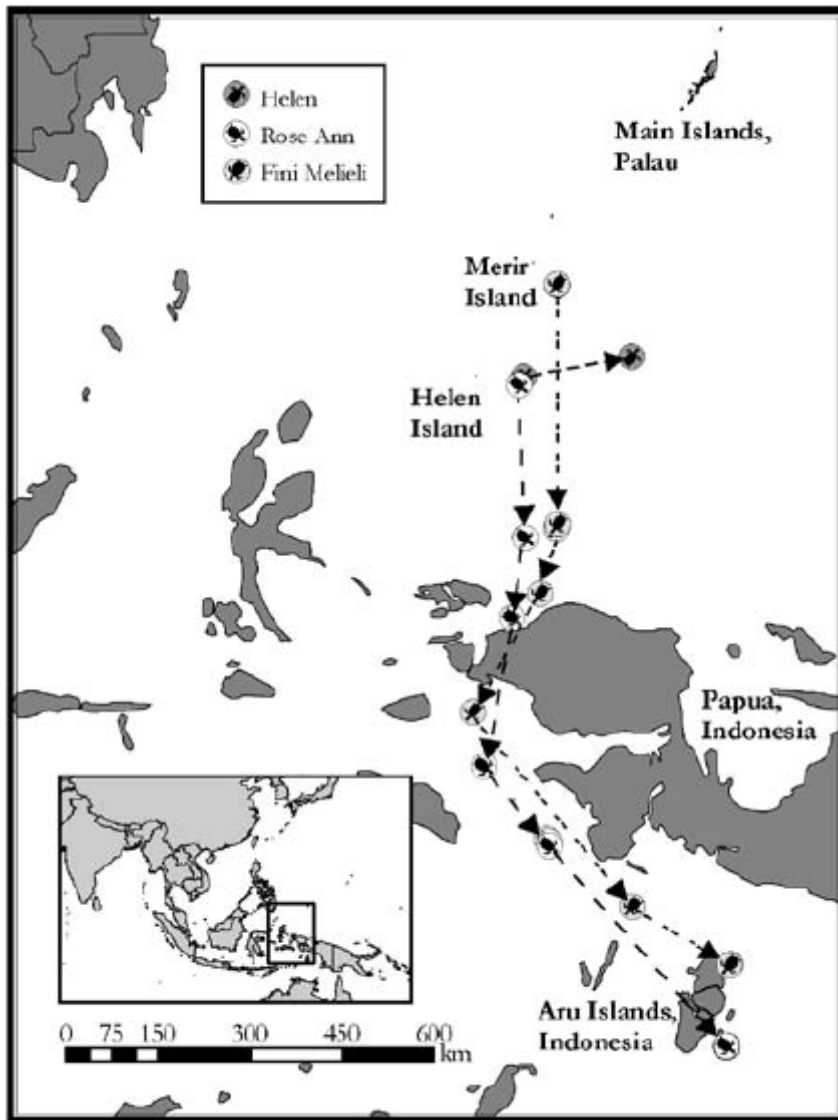 Helen
Rose Ann
Fini Melieli
Main Islands,
Palau
Merir
Island
Helen
Island
Papua,
Indonesia
Aru Islands,
Indonesia
0 75 150 300 450 600
km